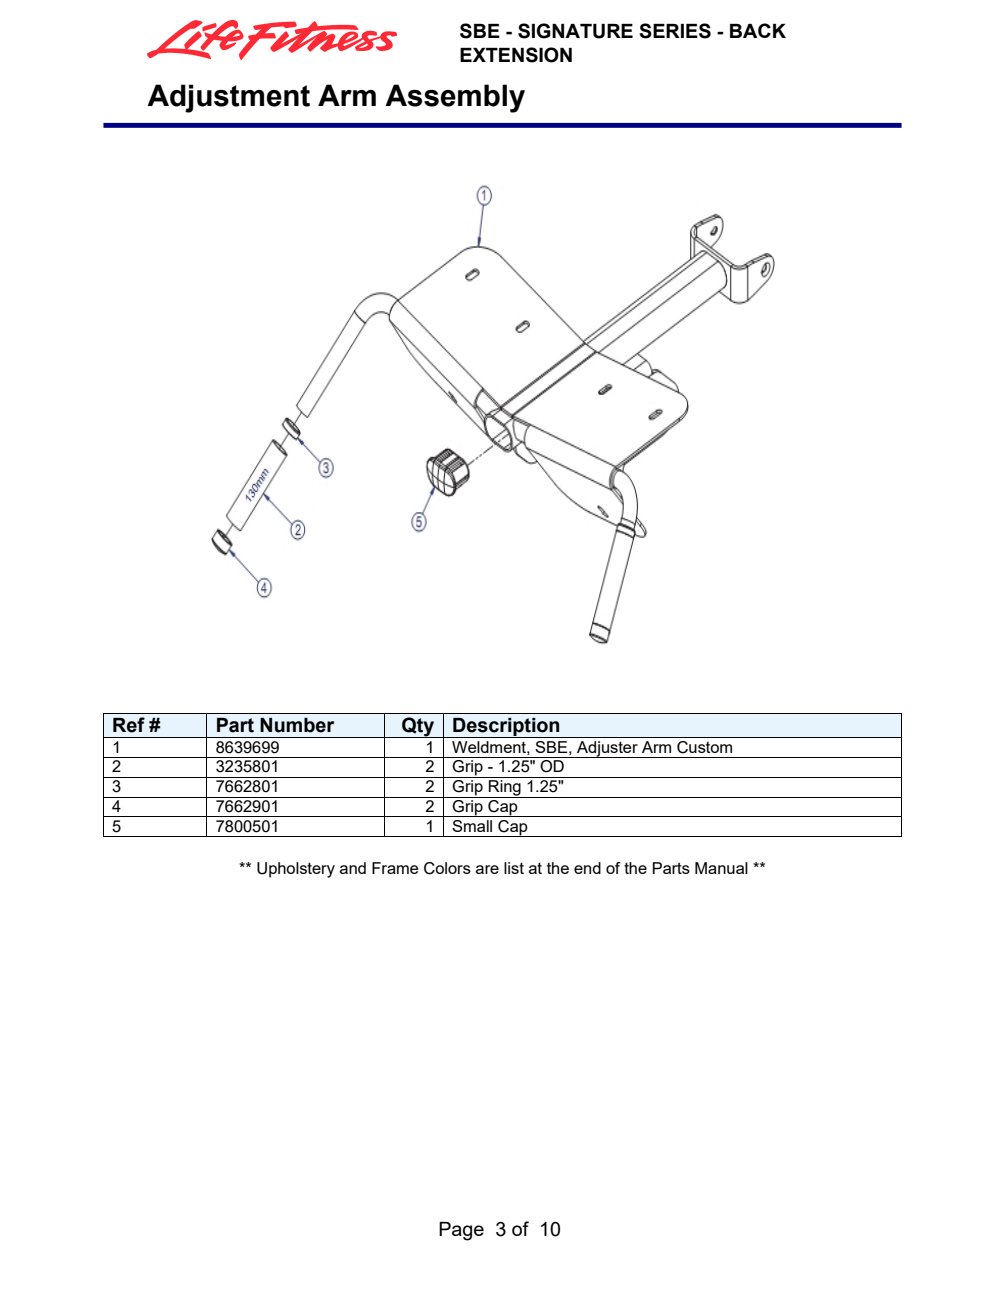 Life Fitness
SBE - SIGNATURE SERIES - BACK
EXTENSION
Adjustment Arm Assembly
1
3
130mm
2
5
4
Ref # Part Number Qty Description
1 8639699 1 Weldment, SBE, Adjuster Arm Custom
2 3235801 2 Grip - 1.25" OD
3 7662801 2 Grip Ring 1.25"
4 7662901 2 Grip Cap
5 7800501 1 Small Cap
** Upholstery and Frame Colors are list at the end of the Parts Manual **
Page 3 of 10